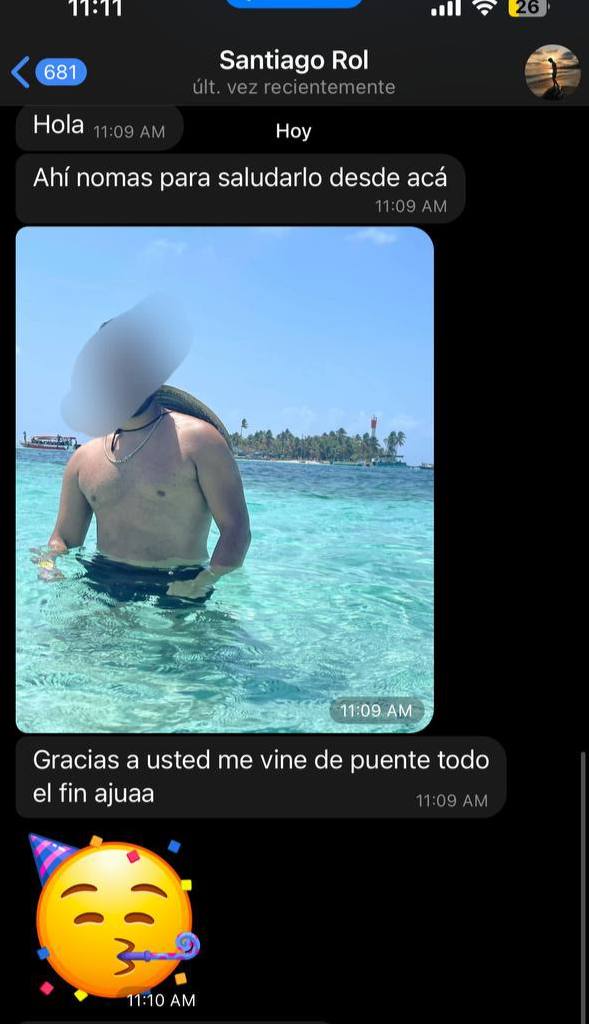 11:11
26
681
Santiago Rol
últ. vez recientemente
Hola 11:09 AM
Hoy
Ahí nomas para saludarlo desde acá
11:09 AM
11:09 AM
Gracias a usted me vine de puente todo
el fin ajuaa
11:09 AM
11:10 AM